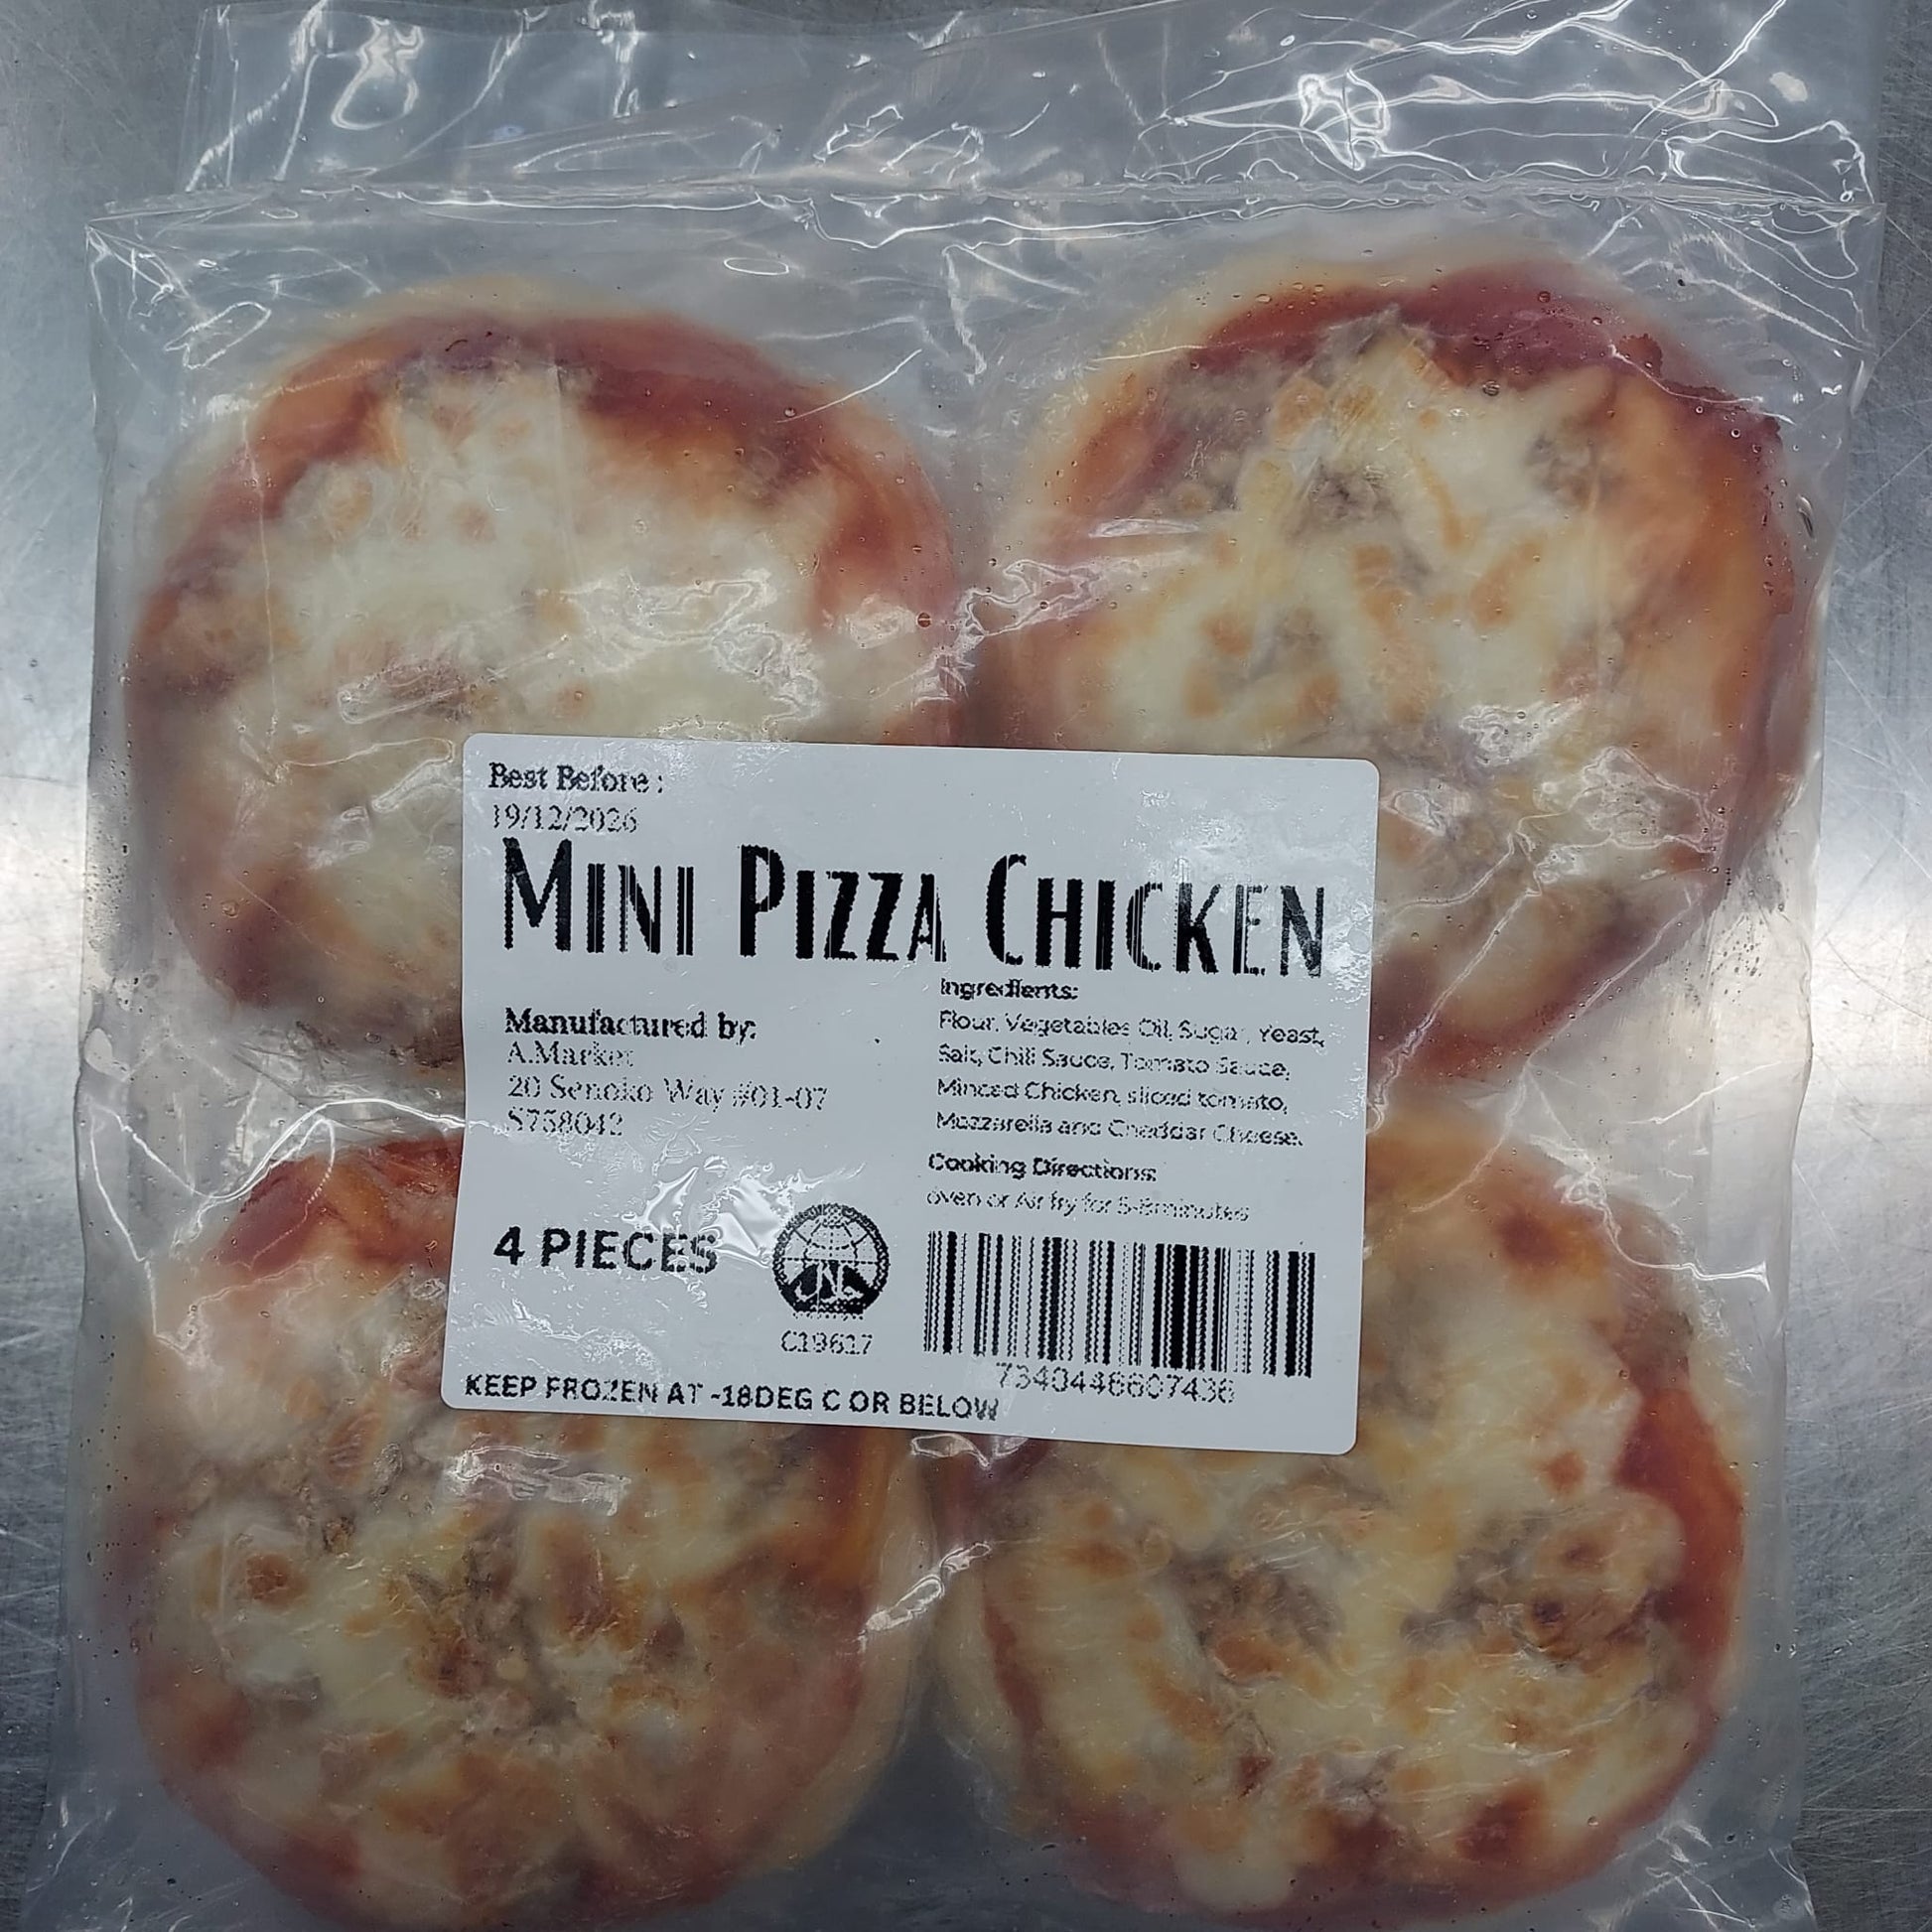 Best Before :
19/12/2026
MINI PIZZA CHICKEN
Manufactured by:
A.Market
20 Senoko Way #01-07
S758042
Ingredients:
Flour, Vegetables Oil, Sugar, Yeast,
Salt, Chili Sauce, Tomato Sauce,
Minced Chicken, sliced tomato,
Mozzarella and Cheddar Cheese.
Cooking Directions:
oven or Air fry for 5-8minutes
4 PIECES
C19617
KEEP FROZEN AT -18DEG C OR BELOW